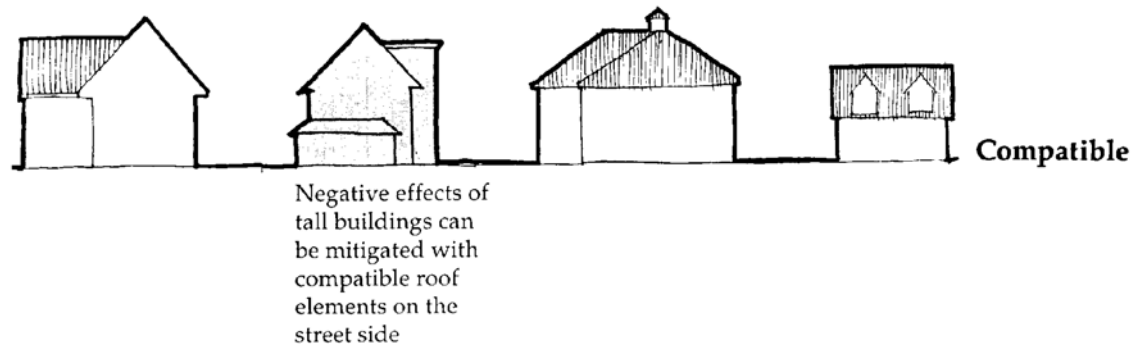 Compatible
Negative effects of
tall buildings can
be mitigated with
compatible roof
elements on the
street side